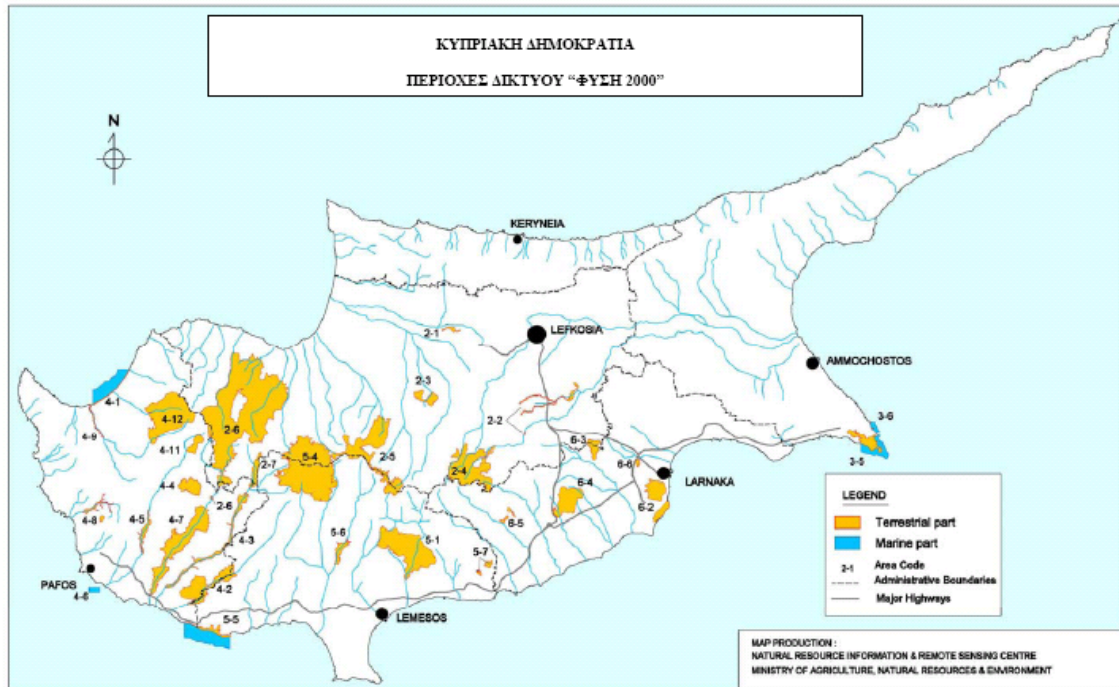 ΚΥΠΡΙΑΚΗ ΔΗΜΟΚΡΑΤΙΑ
ΠΕΡΙΟΧΕΣ ΔΙΚΤΥΟΥ “ΦΥΣΗ 2000”
N
KERYNEIA
2-1
LEFKOSIA
AMMOCHOSTOS
4-1
2-3
4-12
2-2
3-6
4-9
2-6
6-3
4-11
5-4
2-5
3-5
2-7
2-4
6-6
LARNAKA
4-4
6-4
2-6
6-2
4-8
4-5
4-7
6-5
4-3
5-6
5-1
5-7
PAFOS
4-2
4-6
5-5
LEMESOS
LEGEND
Terrestrial part
Marine part
2-1 Area Code
Administrative Boundaries
Major Highways
MAP PRODUCTION :
NATURAL RESOURCE INFORMATION & REMOTE SENSING CENTRE
MINISTRY OF AGRICULTURE, NATURAL RESOURCES & ENVIRONMENT